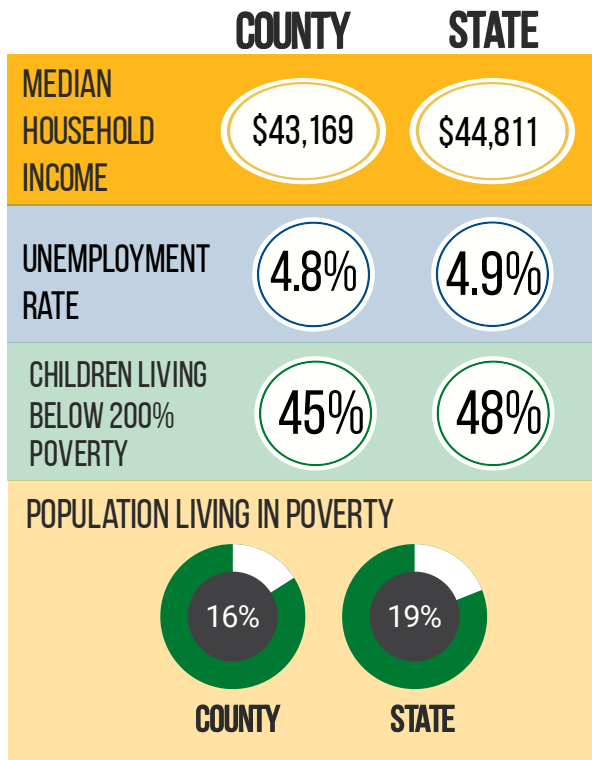 COUNTY STATE
MEDIAN
HOUSEHOLD
INCOME
$43,169 $44,811
UNEMPLOYMENT
RATE
4.8% 4.9%
CHILDREN LIVING
BELOW 200%
POVERTY
45% 48%
POPULATION LIVING IN POVERTY
16% 19%
COUNTY STATE